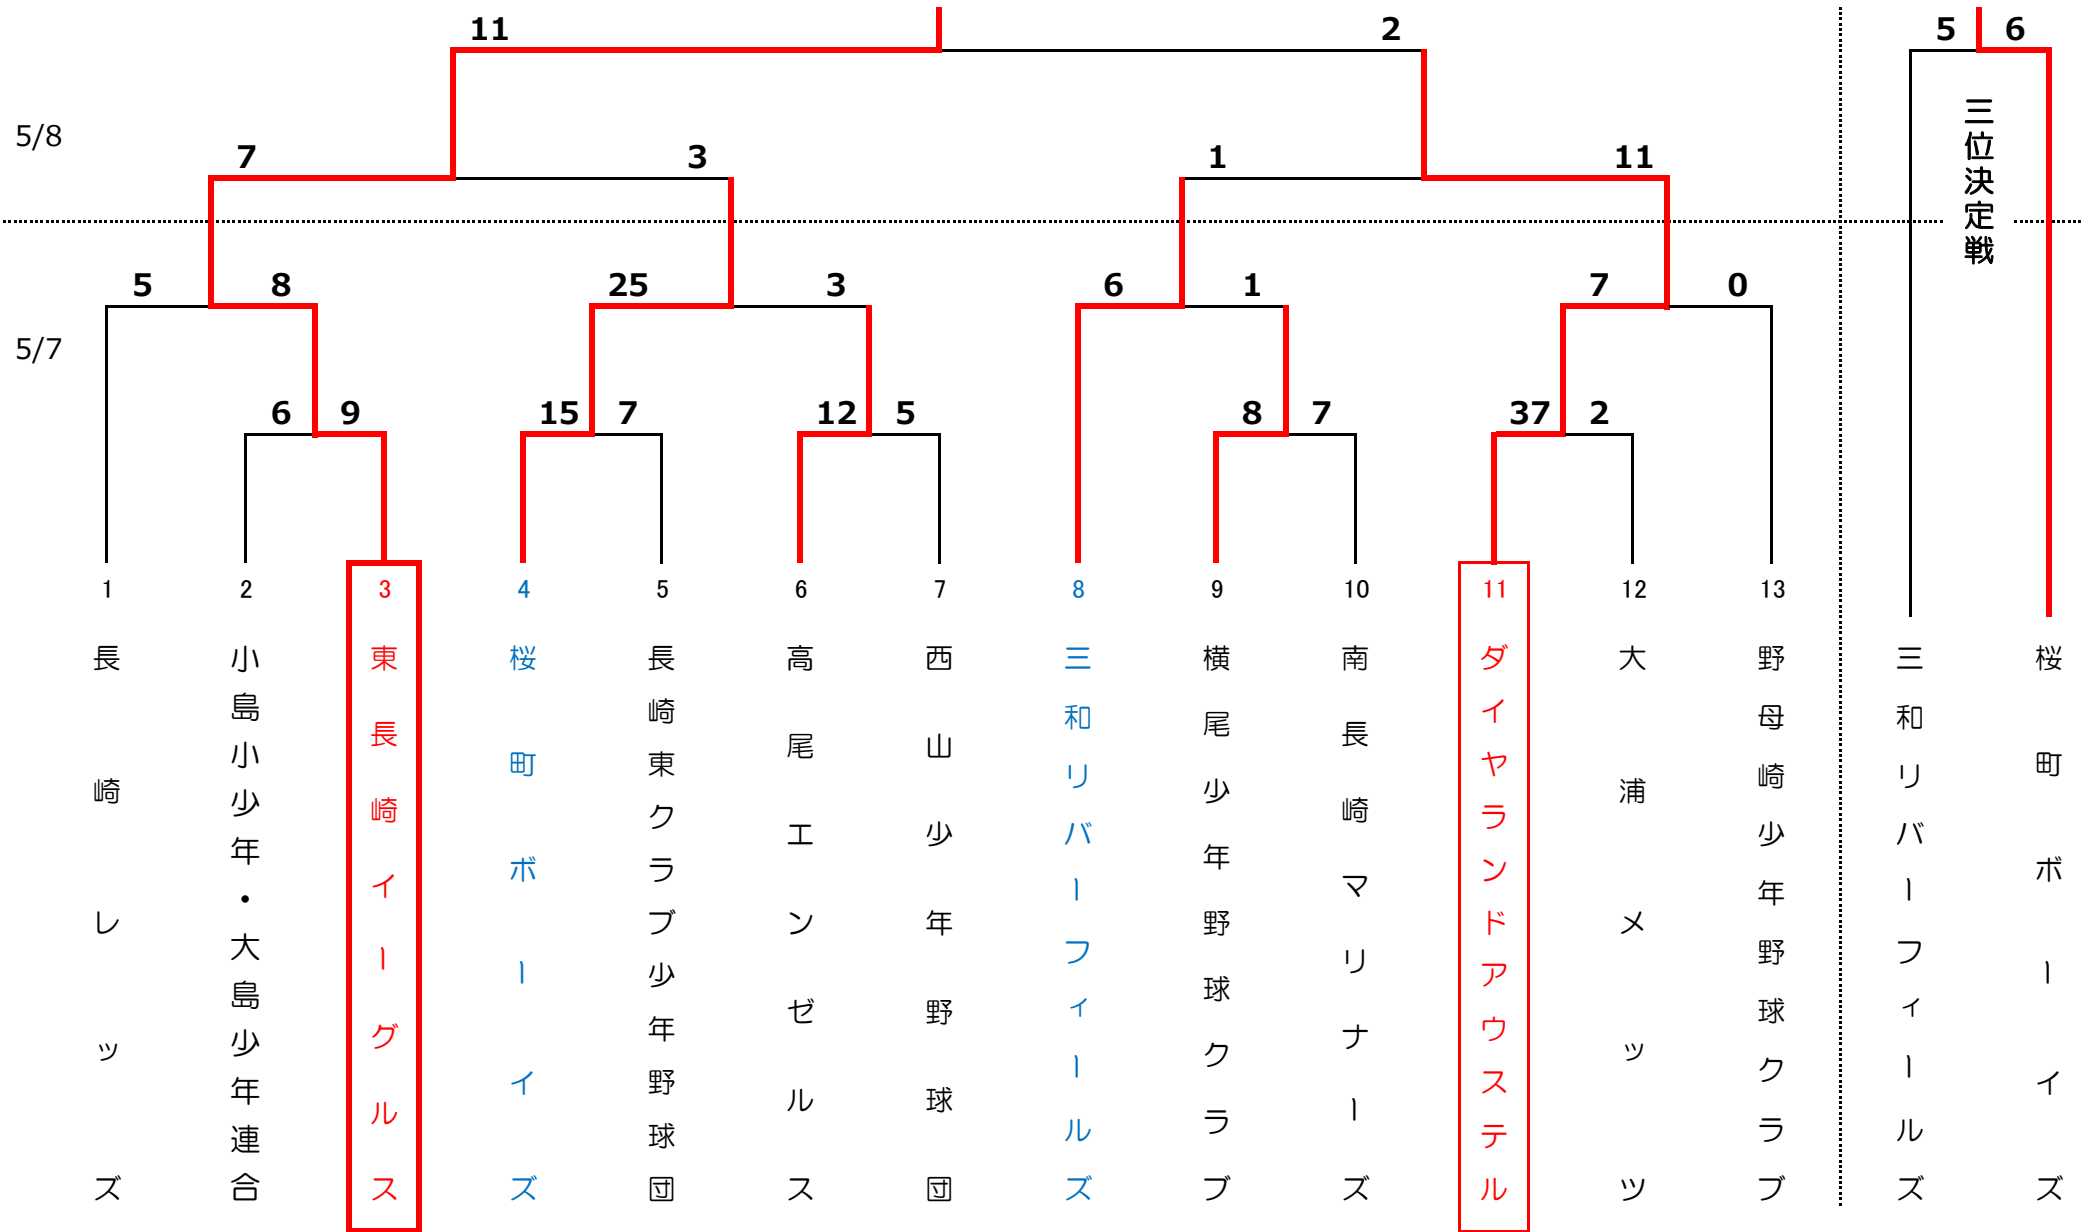 11 2 5 6
三位決定戦
5/8
7 3 1 11
5 8 25 3 6 1 7 0
5/7
6 9 15 7 12 5 8 7 37 2
1 2 3 4 5 6 7 8 9 10 11 12 13
長崎レッズ
小島小少年・大島少年連合
東長崎イーグルス
桜町ボーイズ
長崎東クラブ少年野球団
高尾エンゼルス
西山少年野球団
三和リバーフィールズ
横尾少年野球クラブ
南長崎マリナーズ
ダイヤランドアウステル
大浦メッツ
野母崎少年野球クラブ
三和リバーフィールズ
桜町ボーイズ